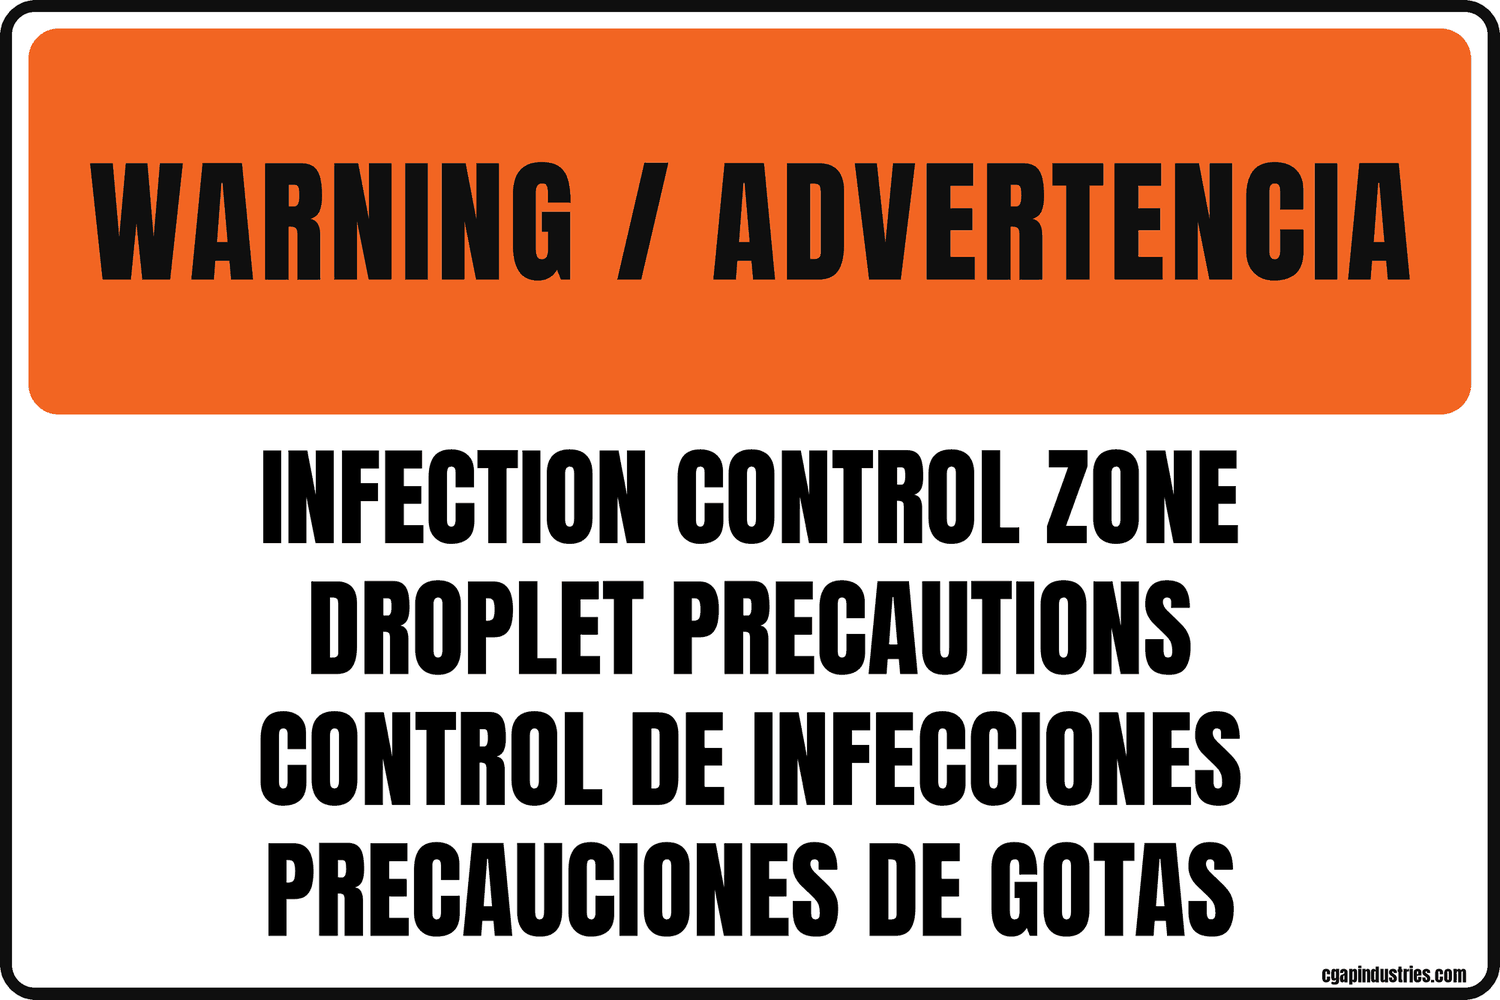 WARNING / ADVERTENCIA
INFECTION CONTROL ZONE
DROPLET PRECAUTIONS
CONTROL DE INFECCIONES
PRECAUCIONES DE GOTAS
cgapindustries.com